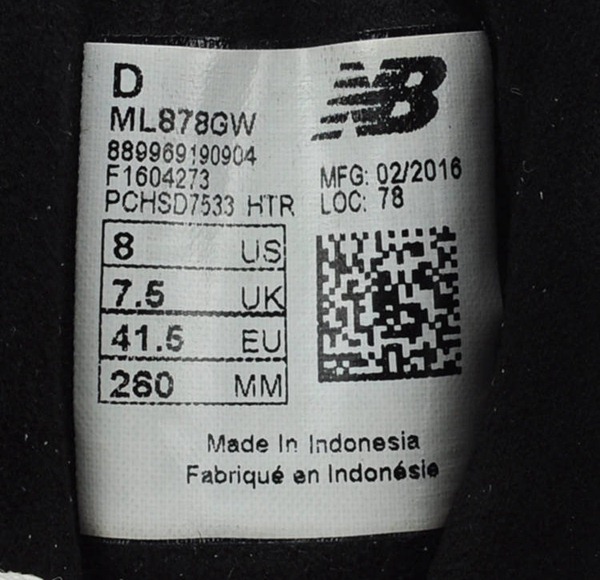 D
NB
ML878GW
889969190904
F1604273
PCHSD7533 HTR
MFG: 02/2016
LOC: 78
8 US
7.5 UK
41.5 EU
260 MM
Made In Indonesia
Fabriqué en Indonésie